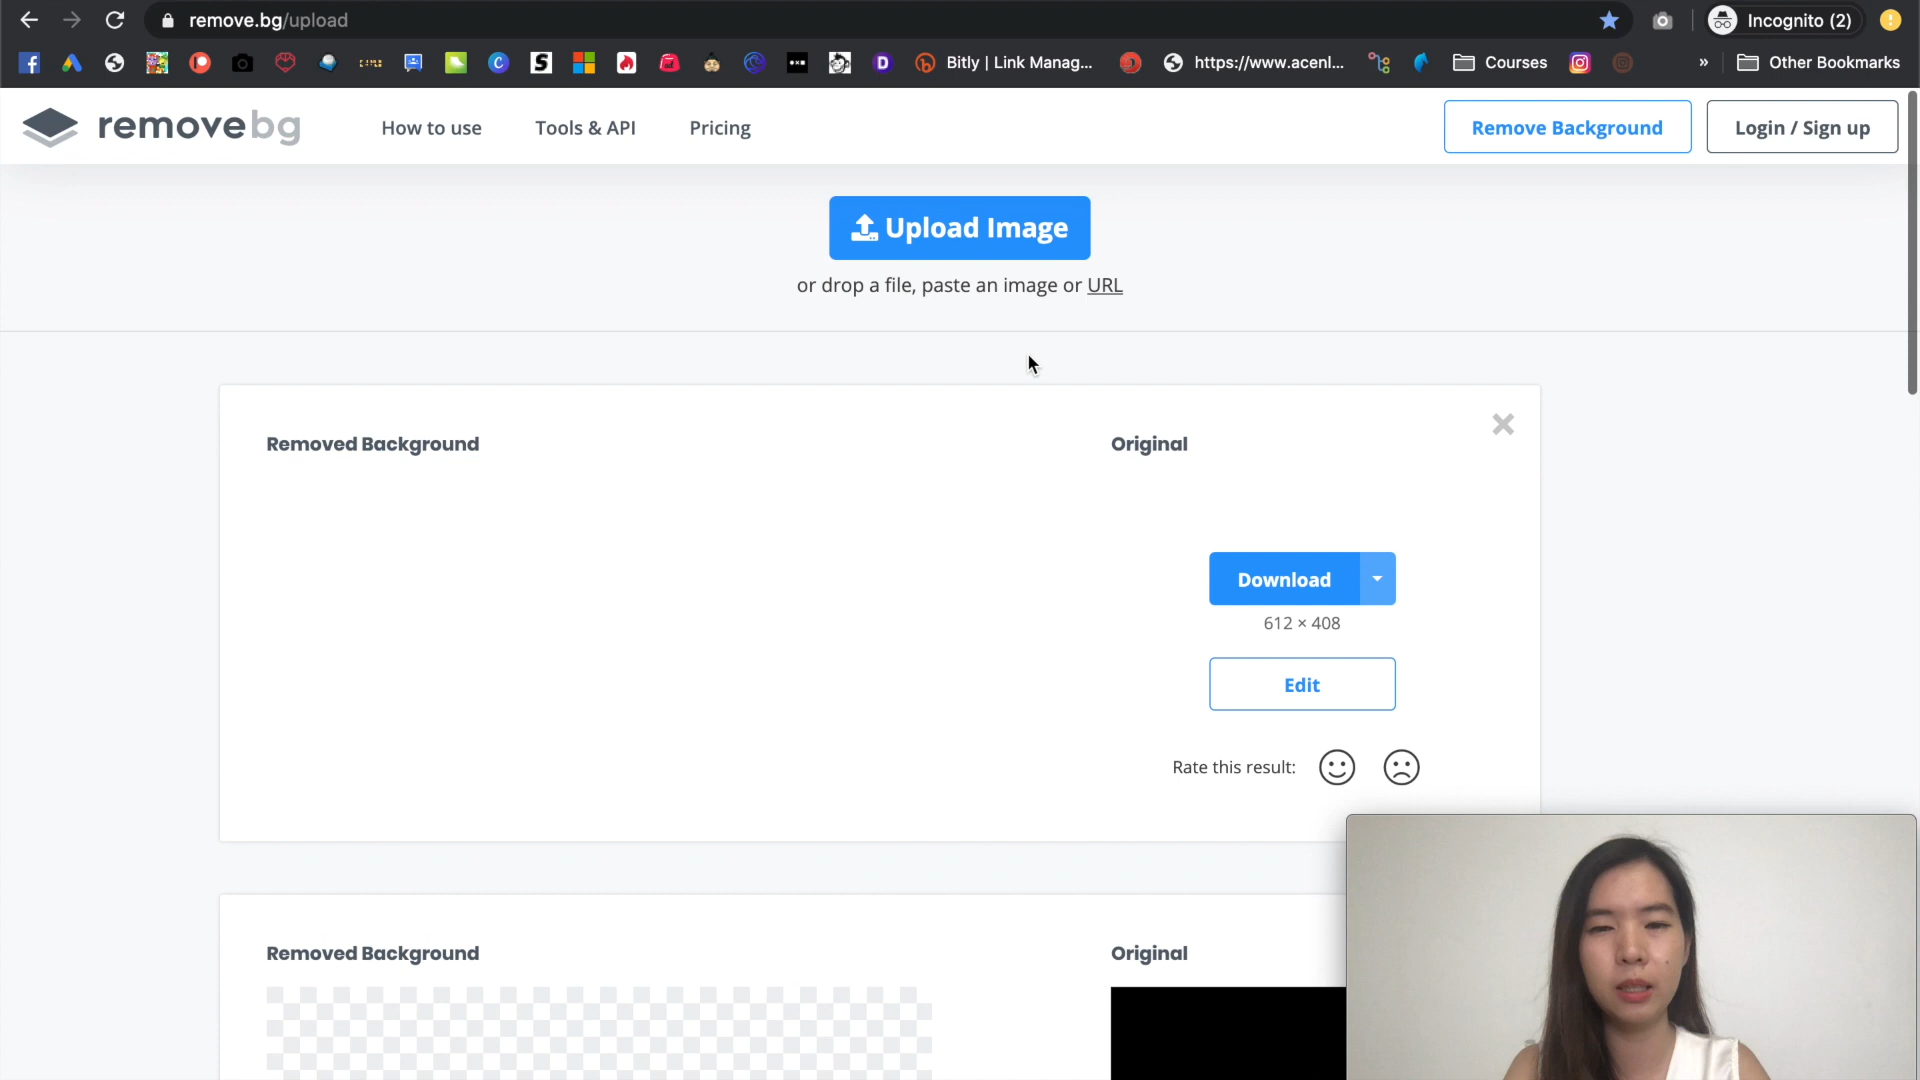 remove.bg/upload
Incognito (2)
Bitly | Link Manag...
https://www.acenl...
Courses
»
Other Bookmarks
removebg
How to use
Tools & API
Pricing
Remove Background
Login / Sign up
Upload Image
or drop a file, paste an image or URL
Removed Background
Original
Download
612 × 408
Edit
Rate this result:
Removed Background
Original